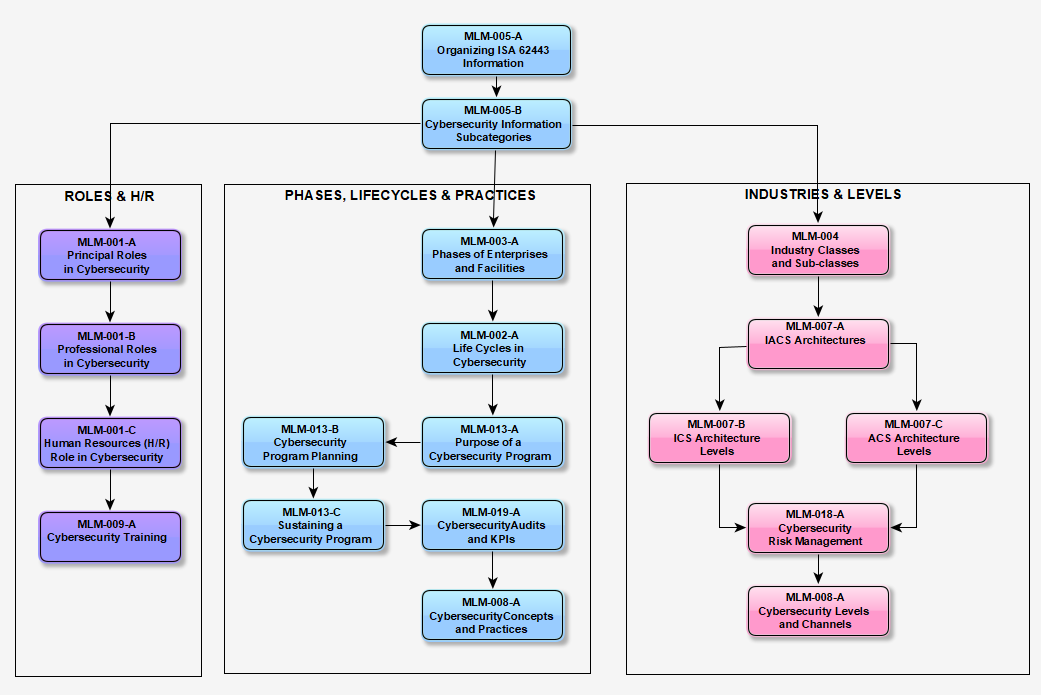 MLM-005-A
Organizing ISA 62443
Information
MLM-005-B
Cybersecurity Information
Subcategories
ROLES & H/R
MLM-001-A
Principal Roles
in Cybersecurity
MLM-001-B
Professional Roles
in Cybersecurity
MLM-001-C
Human Resources (H/R)
Role in Cybersecurity
MLM-009-A
Cybersecurity Training
PHASES, LIFECYCLES & PRACTICES
MLM-003-A
Phases of Enterprises
and Facilities
MLM-002-A
Life Cycles in
Cybersecurity
MLM-013-A
Purpose of a
Cybersecurity Program
MLM-013-B
Cybersecurity
Program Planning
MLM-013-C
Sustaining a
Cybersecurity Program
MLM-019-A
CybersecurityAudits
and KPIs
MLM-008-A
CybersecurityConcepts
and Practices
INDUSTRIES & LEVELS
MLM-004
Industry Classes
and Sub-classes
MLM-007-A
IACS Architectures
MLM-007-B
ICS Architecture
Levels
MLM-007-C
ACS Architecture
Levels
MLM-018-A
Cybersecurity
Risk Management
MLM-008-A
Cybersecurity Levels
and Channels